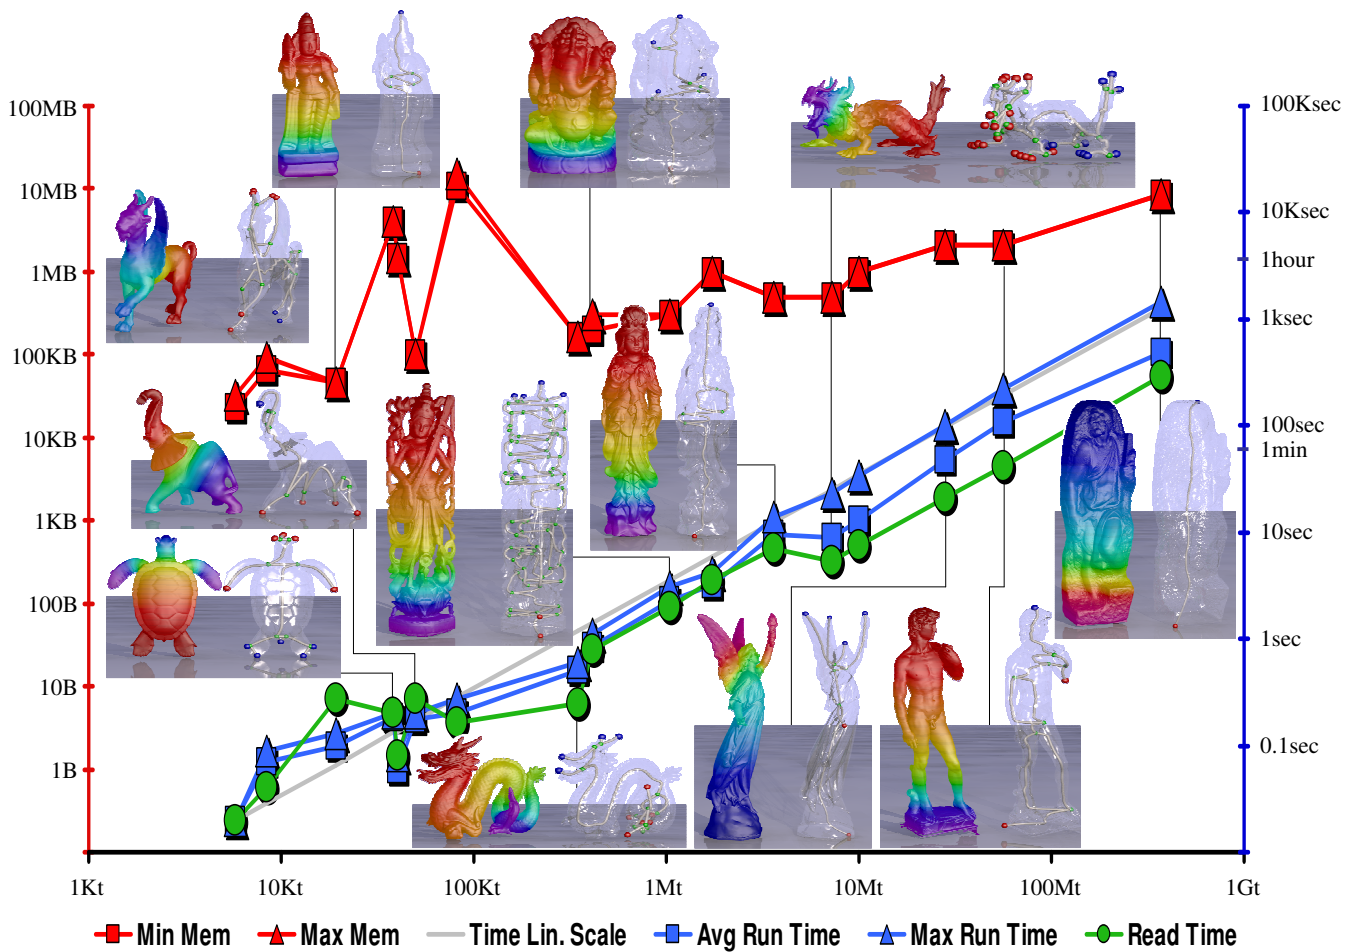 100MB
10MB
1MB
100KB
10KB
1KB
100B
10B
1B
100Ksec
10Ksec
1hour
1ksec
100sec
1min
10sec
1sec
0.1sec
1Kt 10Kt 100Kt 1Mt 10Mt 100Mt 1Gt
Min Mem Max Mem Time Lin. Scale Avg Run Time Max Run Time Read Time